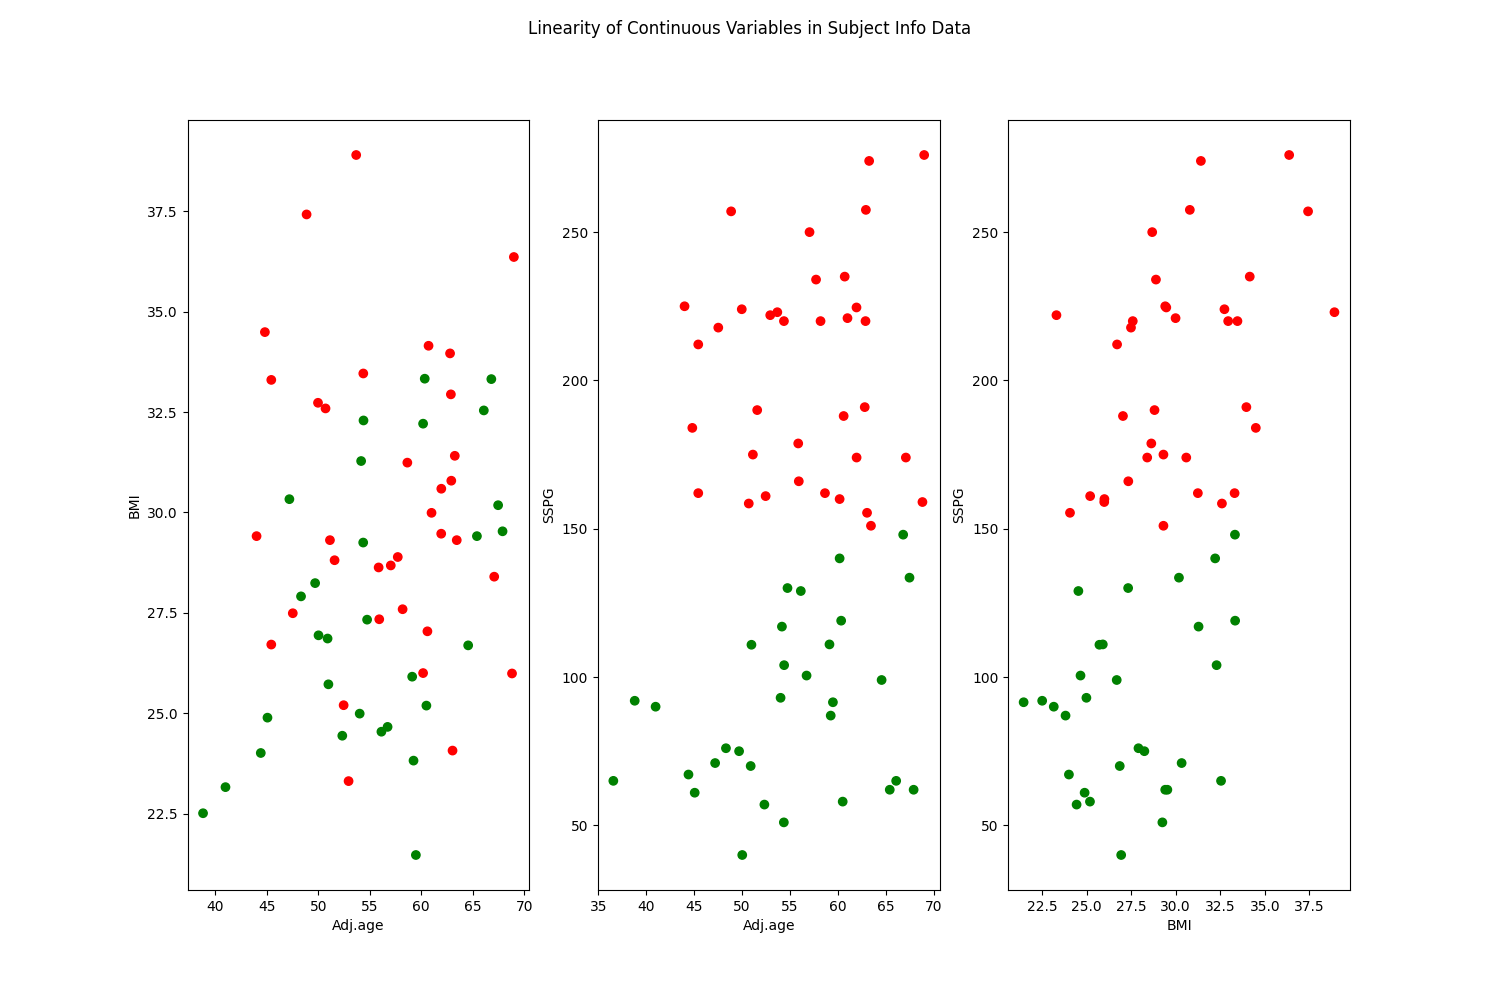 Linearity of Continuous Variables in Subject Info Data
BMI
37.5
35.0
32.5
30.0
27.5
25.0
22.5
40 45 50 55 60 65 70
Adj.age
SSPG
250
200
150
100
50
35 40 45 50 55 60 65 70
Adj.age
SSPG
250
200
150
100
50
22.5 25.0 27.5 30.0 32.5 35.0 37.5
BMI